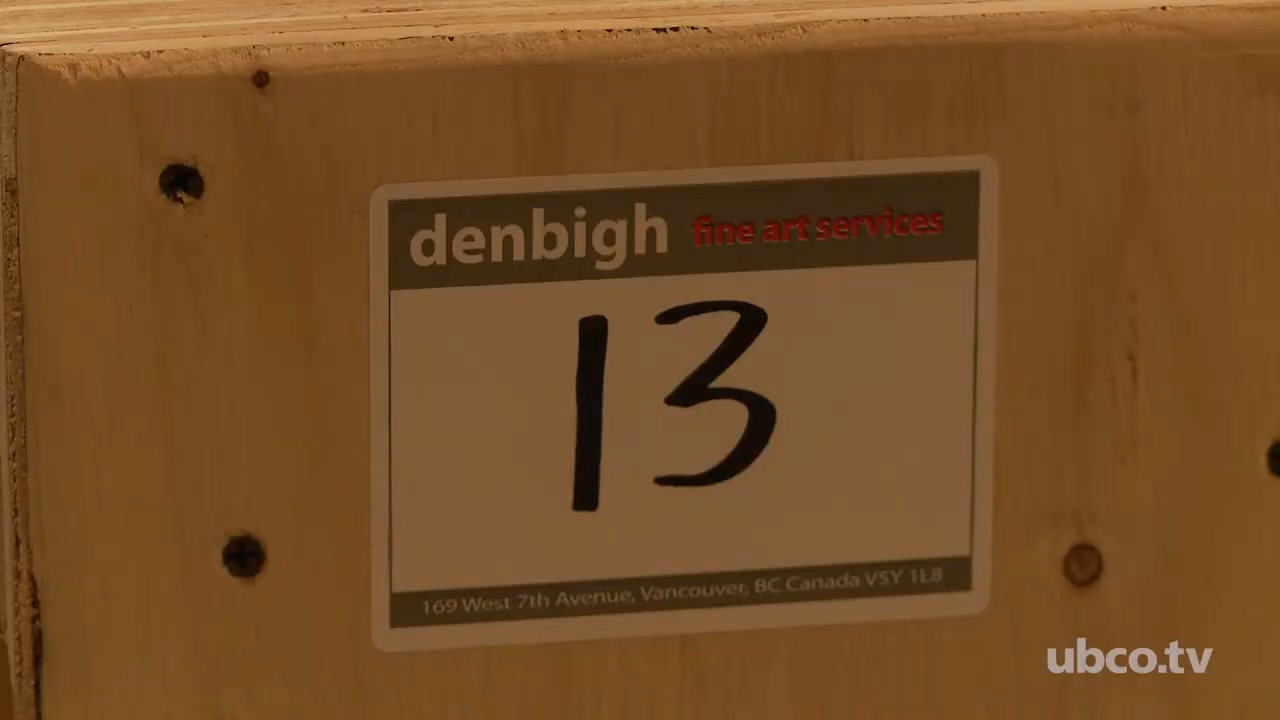 denbigh fine art services
13
169 West 7th Avenue, Vancouver, BC Canada V5Y 1L8
ubco.tv